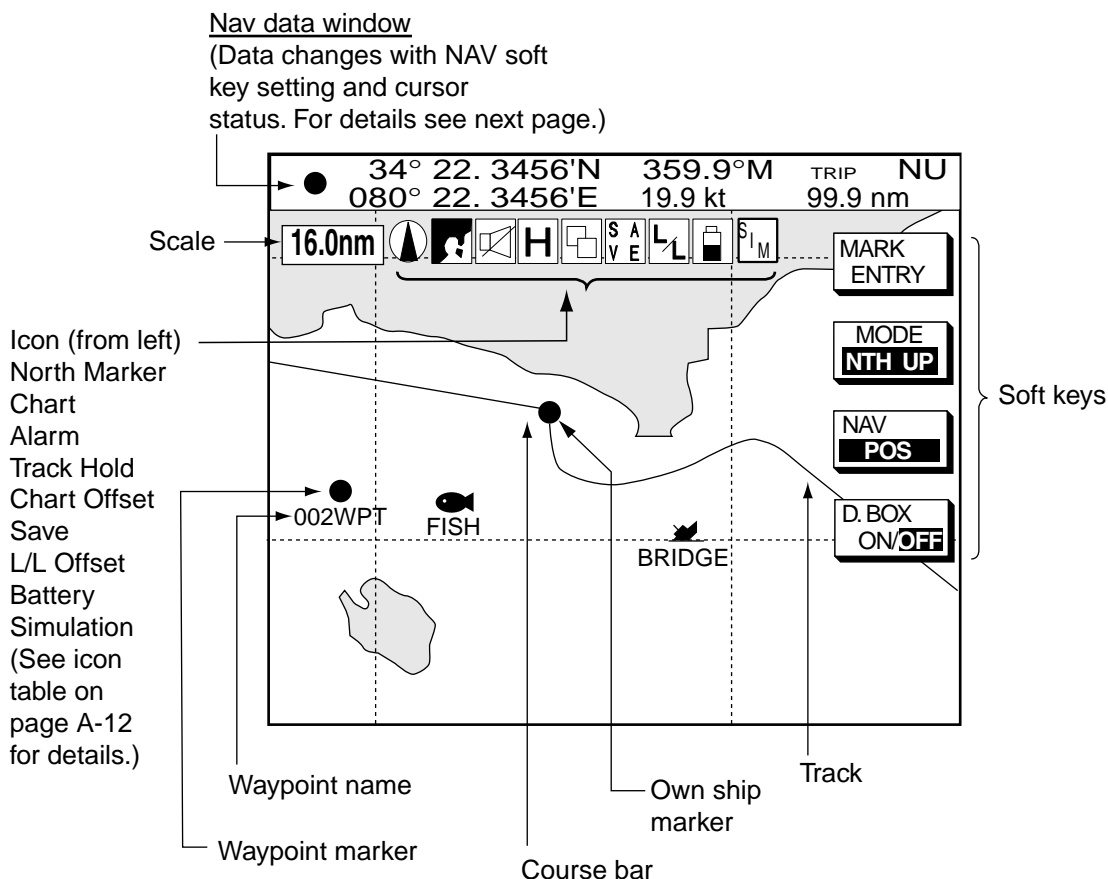 Nav data window
(Data changes with NAV soft
key setting and cursor
status. For details see next page.)
34° 22. 3456'N 359.9°M TRIP NU
080° 22. 3456'E 19.9 kt 99.9 nm
Scale
16.0nm
H
S A
V E
L/L
SIM
MARK
ENTRY
MODE
NTH UP
NAV
POS
D. BOX
ON/OFF
Soft keys
Icon (from left)
North Marker
Chart
Alarm
Track Hold
Chart Offset
Save
L/L Offset
Battery
Simulation
(See icon
table on
page A-12
for details.)
002WPT
FISH
BRIDGE
Waypoint name
Waypoint marker
Course bar
Own ship
marker
Track